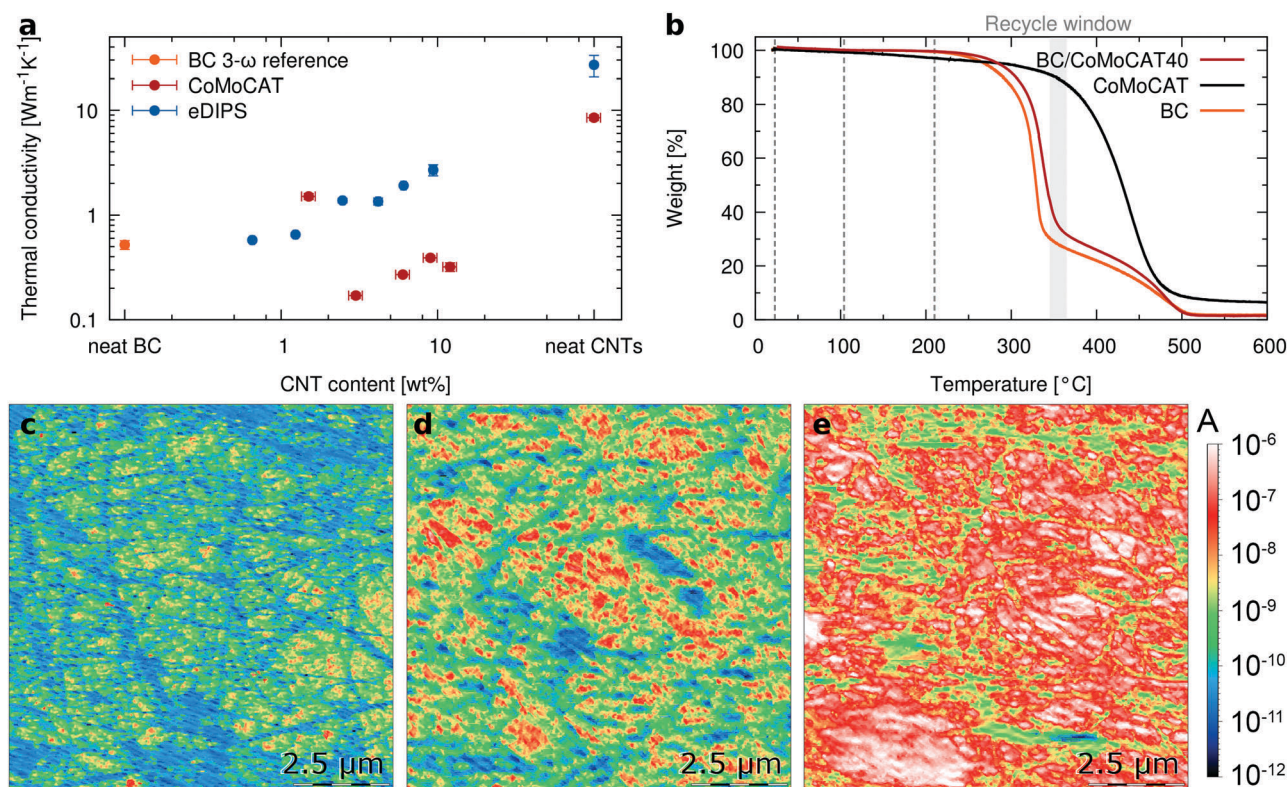 a
Thermal conductivity [Wm⁻¹K⁻¹]
10
1
0.1
BC 3-ω reference
CoMoCAT
eDIPS
neat BC
1
10
neat CNTs
CNT content [wt%]
b
Recycle window
Weight [%]
100
80
60
40
20
0
BC/CoMoCAT40
CoMoCAT
BC
0
100
200
300
400
500
600
Temperature [°C]
c
2.5 μm
d
2.5 μm
e
2.5 μm
A
10⁻⁶
10⁻⁷
10⁻⁸
10⁻⁹
10⁻¹⁰
10⁻¹¹
10⁻¹²